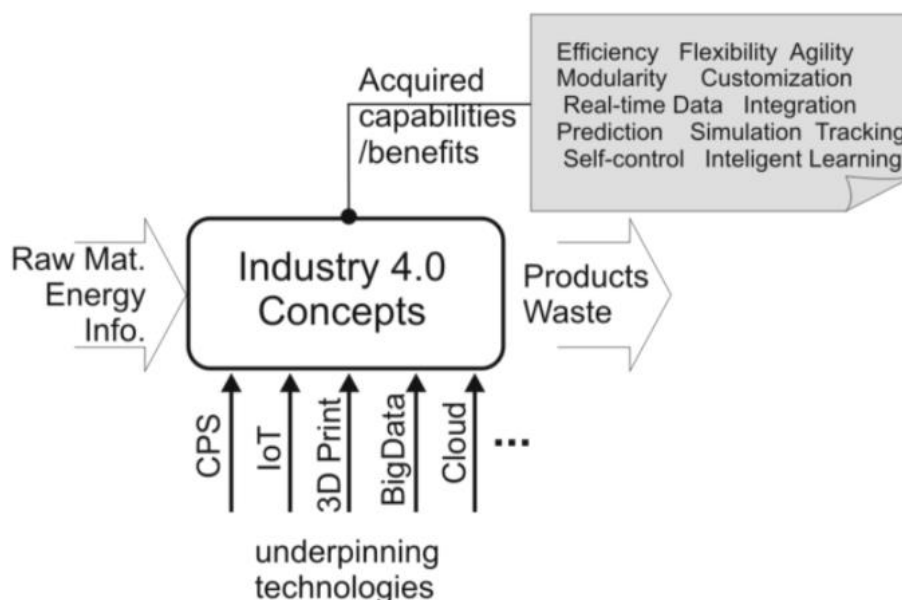 Efficiency Flexibility Agility
Modularity Customization
Real-time Data Integration
Prediction Simulation Tracking
Self-control Inteligent Learning
Acquired
capabilities
/benefits
Raw Mat.
Energy
Info.
Industry 4.0
Concepts
Products
Waste
CPS
IoT
3D Print
BigData
Cloud
...
underpinning
technologies